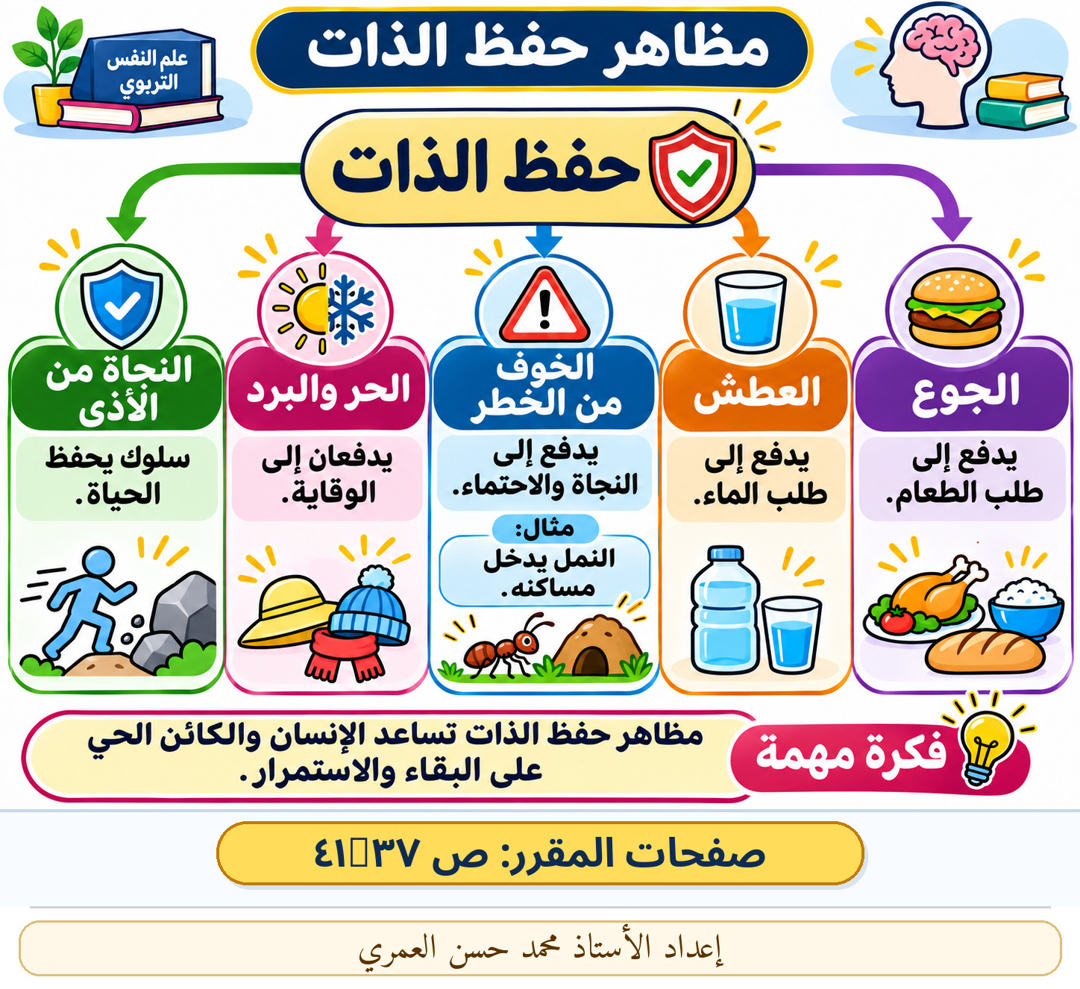 مظاهر حفظ الذات
علم النفس
التربوي
حفظ الذات
الجوع
يدفع إلى
طلب الطعام.
العطش
يدفع إلى
طلب الماء.
الخوف
من الخطر
يدفع إلى
النجاة والاحتماء.
مثال:
النمل يدخل
مساكنه.
الحر والبرد
يدفعان إلى
الوقاية.
النجاة من
الأذى
سلوك يحفظ
الحياة.
فكرة مهمة
مظاهر حفظ الذات تساعد الإنسان والكائن الحي
على البقاء والاستمرار.
صفحات المقرر: ص ٣٧▯٤١
إعداد الأستاذ محمد حسن العمري